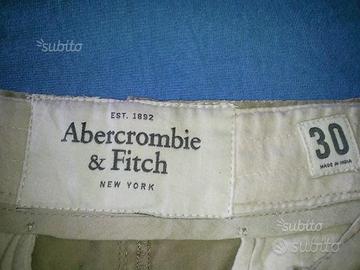 subito
EST. 1892
Abercrombie
& Fitch
NEW YORK
30
MADE IN INDIA
subito
subito